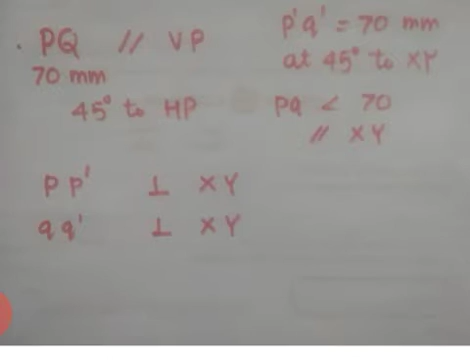 . PQ // VP
70 mm
45° to HP
p'q' = 70 mm
at 45° to XY
PQ < 70
// XY
PP' ⊥ XY
qq' ⊥ XY